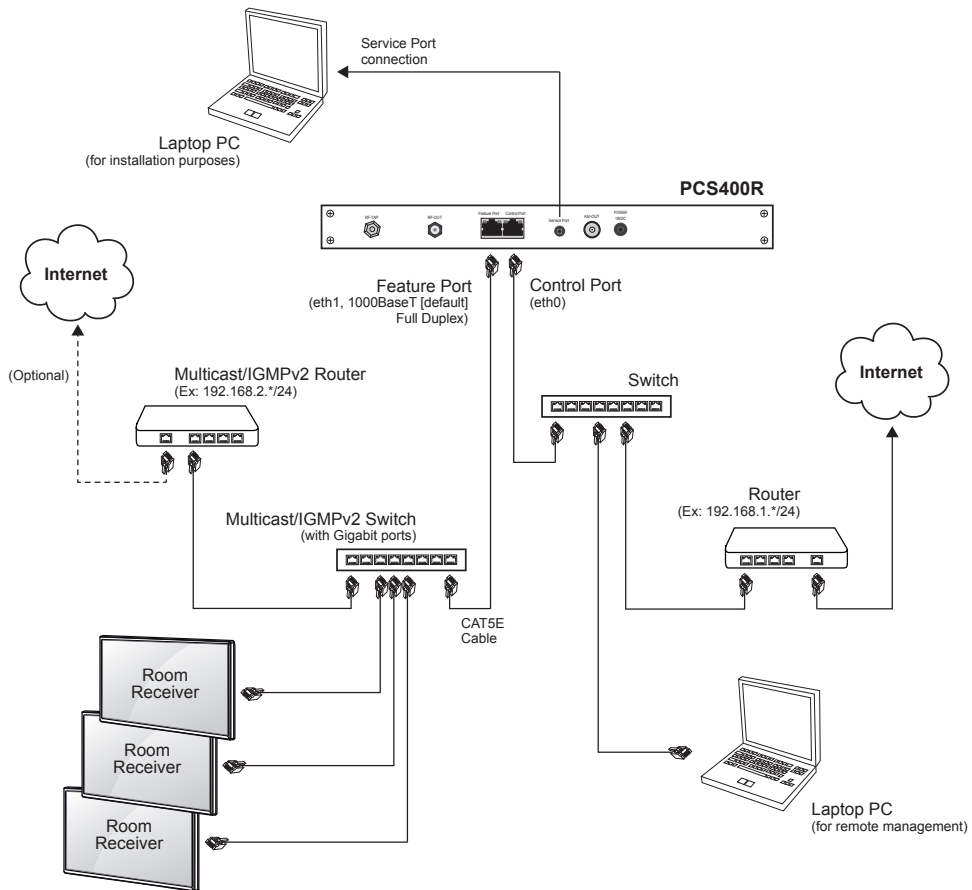 Service Port
connection
Laptop PC
(for installation purposes)
PCS400R
RF-TAP
RF-OUT
Feature Port
Control Port
Service Port
ASI-OUT
POWER
Internet
Feature Port
(eth1, 1000BaseT [default]
Full Duplex)
Control Port
(eth0)
(Optional)
Multicast/IGMPv2 Router
(Ex: 192.168.2.*/24)
Switch
Internet
Router
(Ex: 192.168.1.*/24)
Multicast/IGMPv2 Switch
(with Gigabit ports)
CAT5E
Cable
Room
Receiver
Room
Receiver
Room
Receiver
Laptop PC
(for remote management)